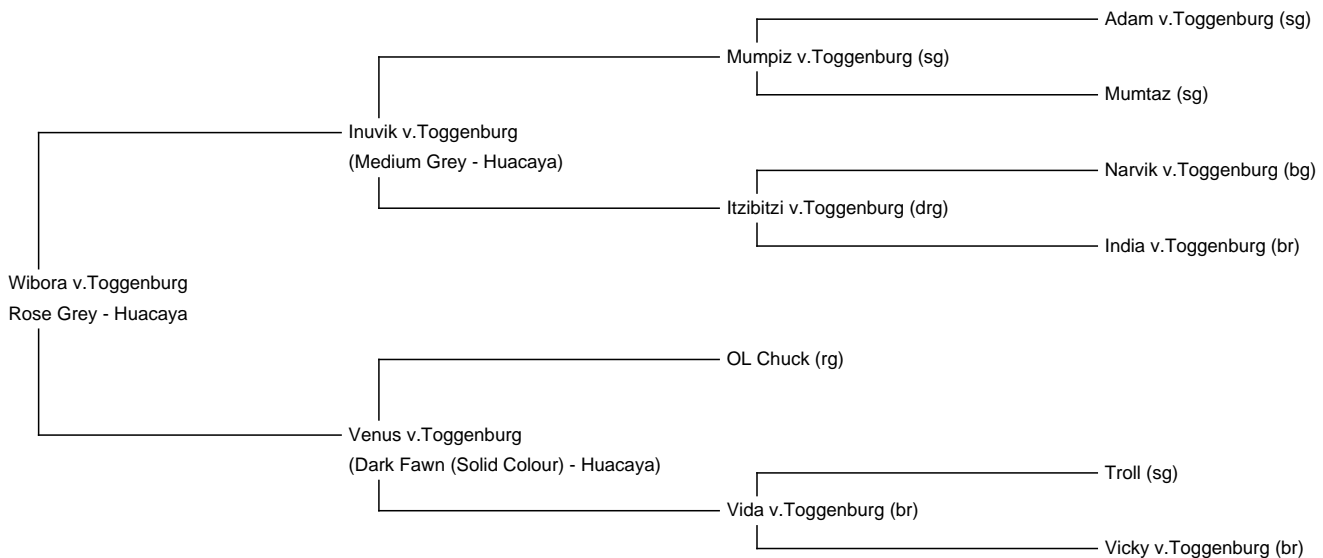 Adam v.Toggenburg (sg)
Mumpiz v.Toggenburg (sg)
Mumtaz (sg)
Inuvik v.Toggenburg
(Medium Grey - Huacaya)
Narvik v.Toggenburg (bg)
Itzibitzi v.Toggenburg (drg)
India v.Toggenburg (br)
Wibora v.Toggenburg
Rose Grey - Huacaya
OL Chuck (rg)
Venus v.Toggenburg
(Dark Fawn (Solid Colour) - Huacaya)
Troll (sg)
Vida v.Toggenburg (br)
Vicky v.Toggenburg (br)